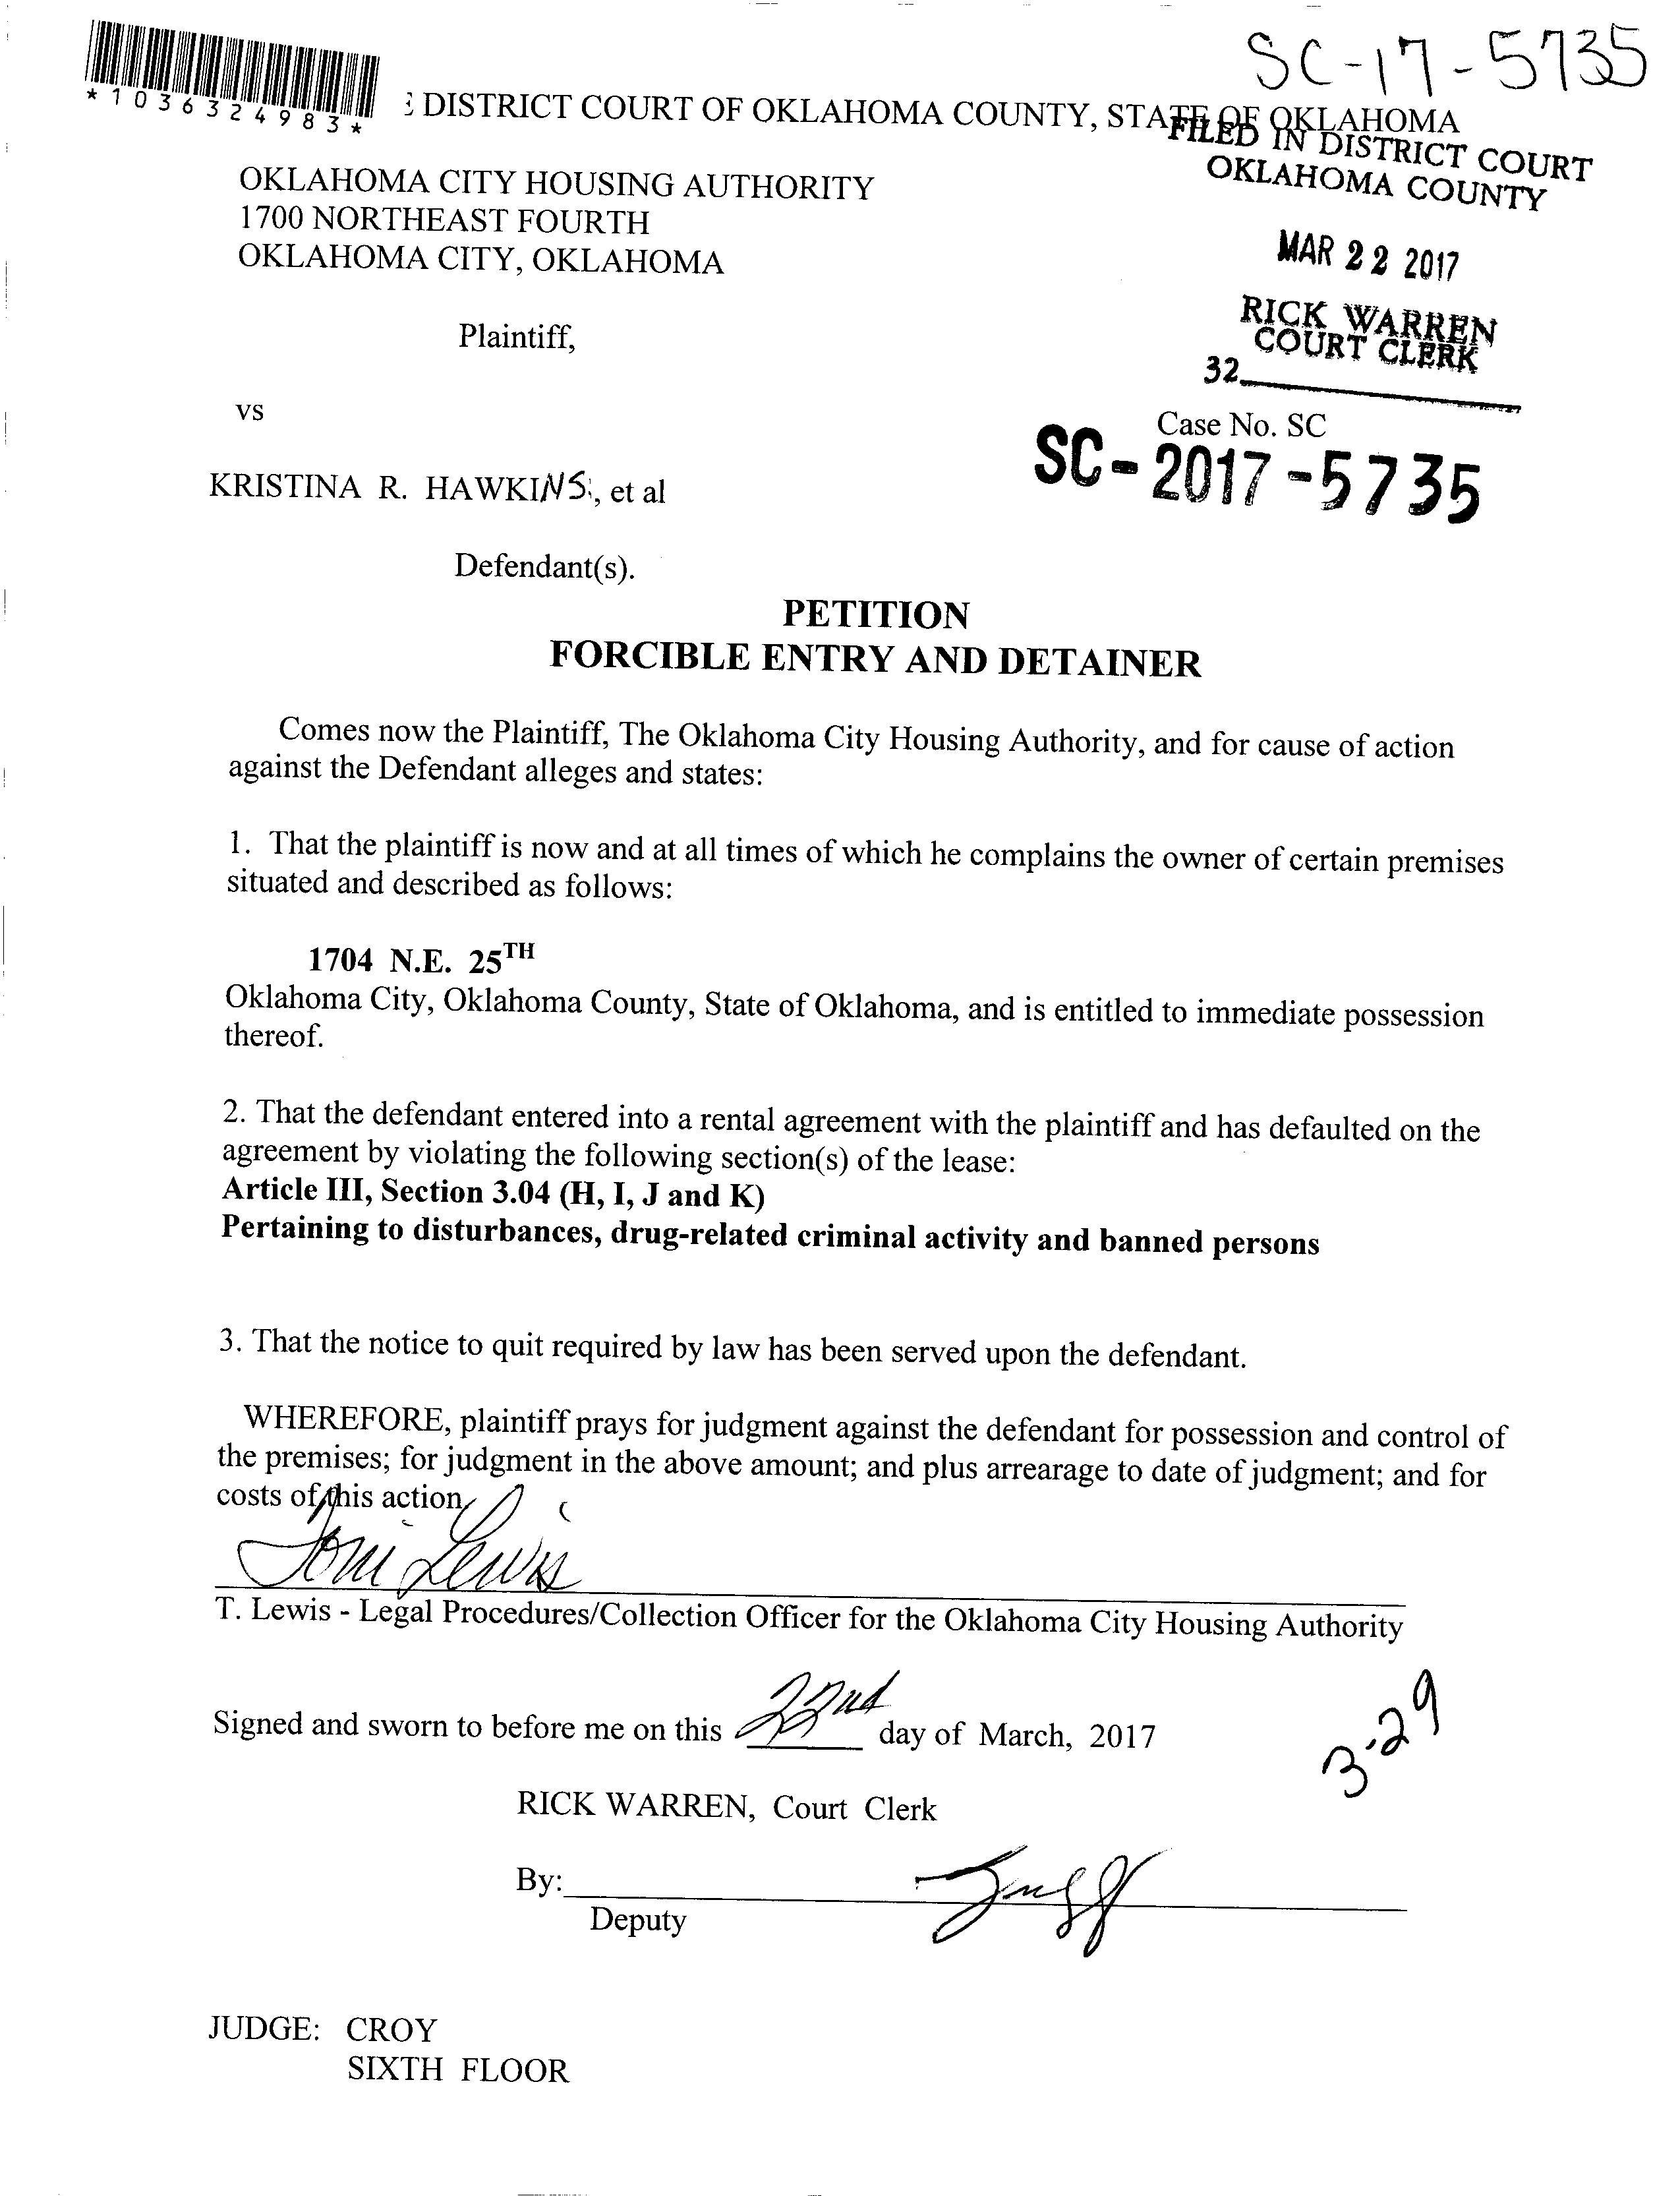 SC-17-5735
*1036324983*
DISTRICT COURT OF OKLAHOMA COUNTY, STATE OF OKLAHOMA
FILED IN DISTRICT COURT
OKLAHOMA COUNTY
OKLAHOMA CITY HOUSING AUTHORITY
1700 NORTHEAST FOURTH
OKLAHOMA CITY, OKLAHOMA
MAR 22 2017
RICK WARREN
COURT CLERK
32
Plaintiff,
vs
Case No. SC
SC-2017-5735
KRISTINA R. HAWKINS, et al
Defendant(s).
PETITION
FORCIBLE ENTRY AND DETAINER
Comes now the Plaintiff, The Oklahoma City Housing Authority, and for cause of action
against the Defendant alleges and states:
1. That the plaintiff is now and at all times of which he complains the owner of certain premises
situated and described as follows:
1704 N.E. 25TH
Oklahoma City, Oklahoma County, State of Oklahoma, and is entitled to immediate possession
thereof.
2. That the defendant entered into a rental agreement with the plaintiff and has defaulted on the
agreement by violating the following section(s) of the lease:
Article III, Section 3.04 (H, I, J and K)
Pertaining to disturbances, drug-related criminal activity and banned persons
3. That the notice to quit required by law has been served upon the defendant.
WHEREFORE, plaintiff prays for judgment against the defendant for possession and control of
the premises; for judgment in the above amount; and plus arrearage to date of judgment; and for
costs of this action.
Toni Lewis
T. Lewis - Legal Procedures/Collection Officer for the Oklahoma City Housing Authority
Signed and sworn to before me on this 22nd day of March, 2017
3-29
RICK WARREN, Court Clerk
By:
Deputy
JUDGE: CROY
SIXTH FLOOR